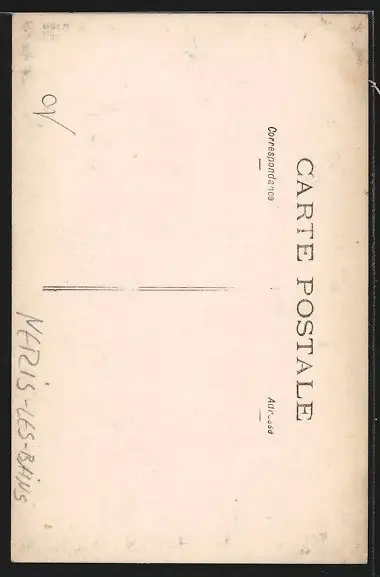 CARTE POSTALE
Correspondance
Adresse
NERIS-LES-BAINS